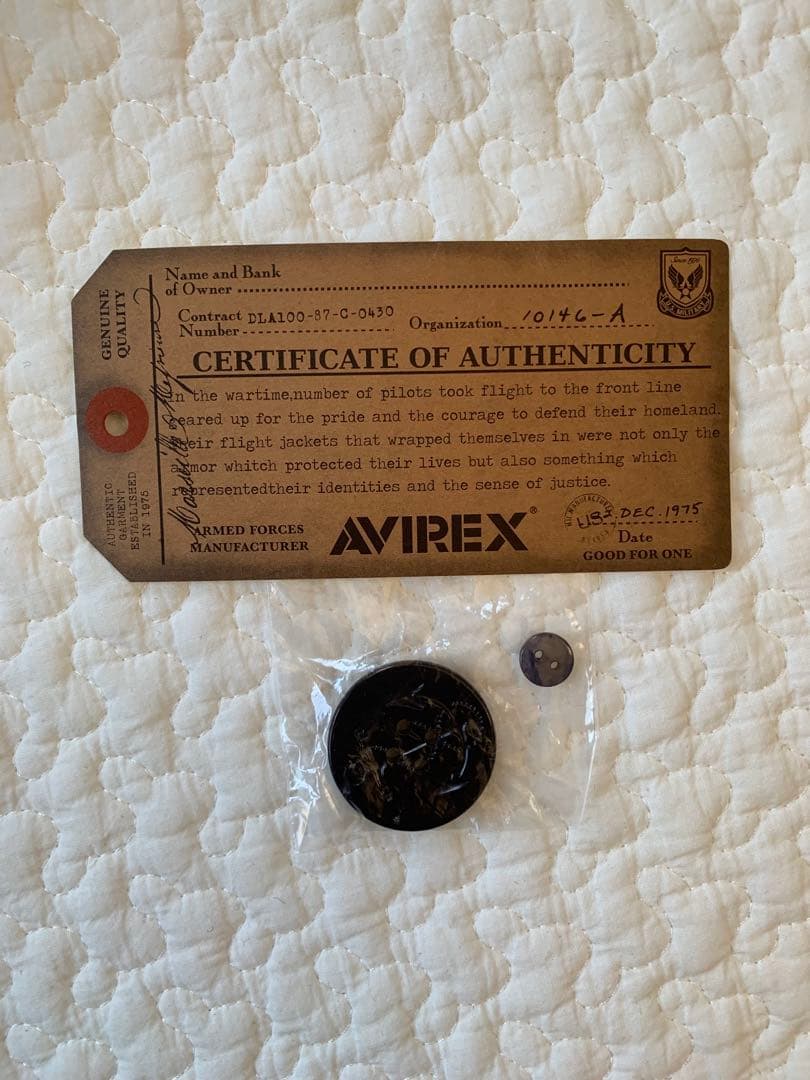 GENUINE
QUALITY
AUTHENTIC
GARMENT
ESTABLISHED
IN 1975
Name and Bank
of Owner
Since 1975
Contract DLA100-87-C-0430
Number
Organization 10146-A
CERTIFICATE OF AUTHENTICITY
In the wartime,number of pilots took flight to the front line
geared up for the pride and the courage to defend their homeland.
Their flight jackets that wrapped themselves in were not only the
armor whitch protected their lives but also something which
representedtheir identities and the sense of justice.
ARMED FORCES
MANUFACTURER
AVIREX®
DEC.1975
Date
GOOD FOR ONE